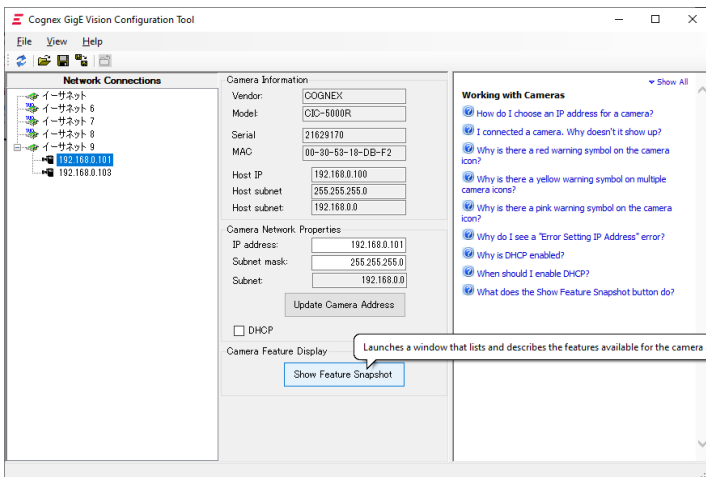 Cognex GigE Vision Configuration Tool
File View Help
Network Connections
イーサネット
イーサネット 6
イーサネット 7
イーサネット 8
イーサネット 9
192.168.0.101
192.168.0.103
Camera Information
Vendor: COGNEX
Model: CIC-5000R
Serial 21629170
MAC 00-30-53-18-DB-F2
Host IP 192.168.0.100
Host subnet 255.255.255.0
Host subnet: 192.168.0.0
Camera Network Properties
IP address: 192.168.0.101
Subnet mask: 255.255.255.0
Subnet: 192.168.0.0
Update Camera Address
DHCP
Camera Feature Display
Show Feature Snapshot
Launches a window that lists and describes the features available for the camera
Show All
Working with Cameras
How do I choose an IP address for a camera?
I connected a camera. Why doesn't it show up?
Why is there a red warning symbol on the camera
icon?
Why is there a yellow warning symbol on multiple
camera icons?
Why is there a pink warning symbol on the camera
icon?
Why do I see a "Error Setting IP Address" error?
Why is DHCP enabled?
When should I enable DHCP?
What does the Show Feature Snapshot button do?